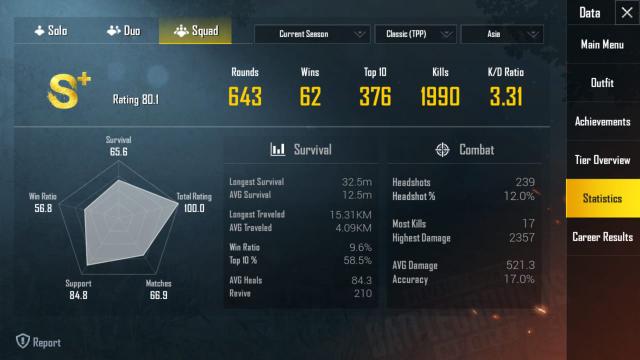 Solo
Duo
Squad
Current Season
Classic (TPP)
Asia
Data
Main Menu
Outfit
Achievements
Tier Overview
Statistics
Career Results
S+
Rating 80.1
Rounds Wins Top 10 Kills K/D Ratio
643 62 376 1990 3.31
Survival
65.6
Win Ratio
56.8
Total Rating
100.0
Support
84.8
Matches
66.9
Survival
Longest Survival 32.5m
AVG Survival 12.5m
Longest Traveled 15.31KM
AVG Traveled 4.09KM
Win Ratio 9.6%
Top 10 % 58.5%
AVG Heals 84.3
Revive 210
Combat
Headshots 239
Headshot % 12.0%
Most Kills 17
Highest Damage 2357
AVG Damage 521.3
Accuracy 17.0%
Report